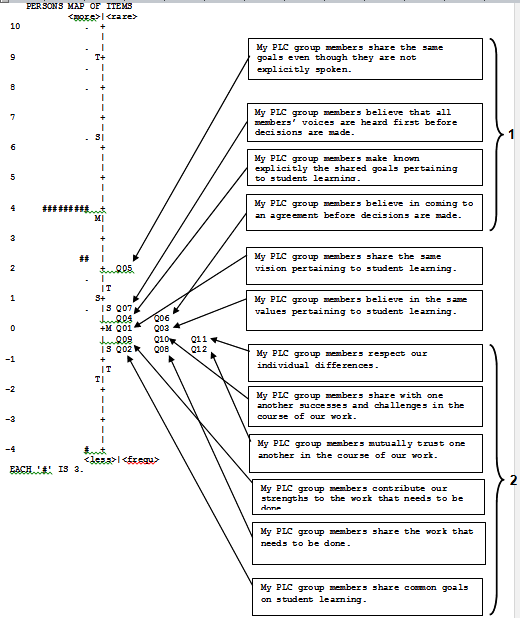 PERSONS MAP OF ITEMS
<more>|<rare>
10 . +
. |
9 T+
. |
8 . +
|
7 +
. S|
6 +
|
5 +
|
4 ######### +
M|
3 +
## |
2 + Q05
. |T
1 S+
. |S Q07
| Q04 Q06
0 +M Q01 Q03
| Q09 Q10 Q11
-1 |S Q02 Q08 Q12
|T
T|
-2 +
|
-3 +
|
-4 # . +
<less>|<frequ>
EACH '#' IS 3.
My PLC group members share the same
goals even though they are not
explicitly spoken.
My PLC group members believe that all
members' voices are heard first before
decisions are made.
My PLC group members make known
explicitly the shared goals pertaining
to student learning.
My PLC group members believe in coming to
an agreement before decisions are made.
1
My PLC group members share the same
vision pertaining to student learning.
My PLC group members believe in the same
values pertaining to student learning.
My PLC group members respect our
individual differences.
My PLC group members share with one
another successes and challenges in the
course of our work.
My PLC group members mutually trust one
another in the course of our work.
2
My PLC group members contribute our
strengths to the work that needs to be
done
My PLC group members share the work that
needs to be done.
My PLC group members share common goals
on student learning.